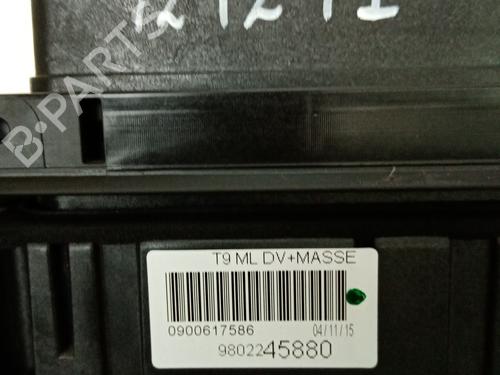 B-PARTS
T9 ML DV+MASSE
0900617586
04/11/15
9802245880